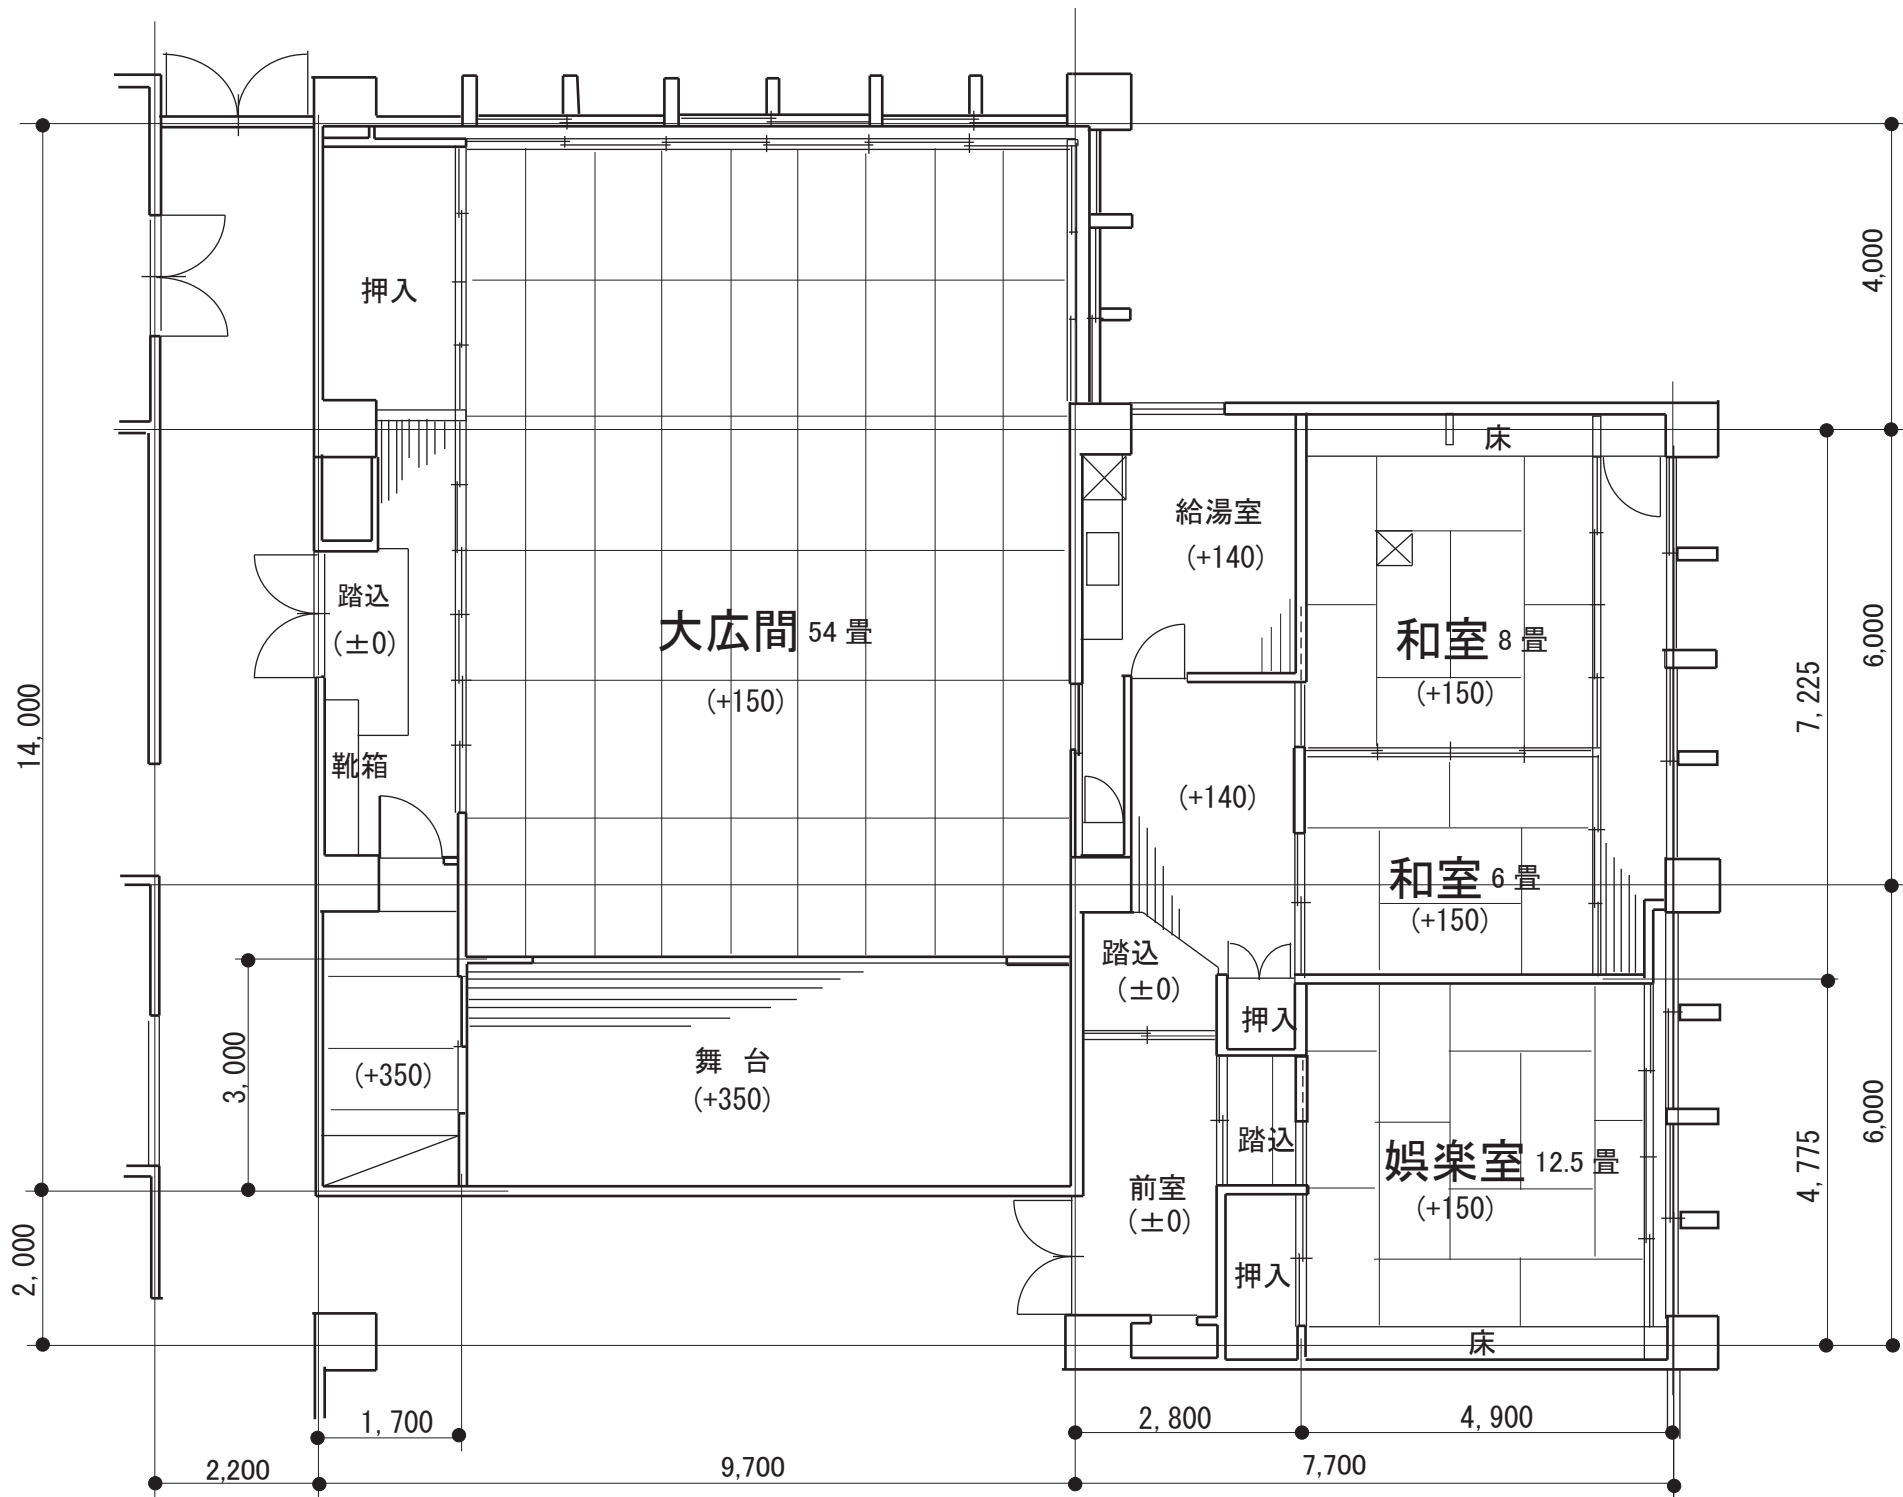 押入
4,000
床
給湯室
(+140)
踏込
(±0)
大広間 54 畳
(+150)
和室 8 畳
(+150)
6,000
7,225
14,000
靴箱
(+140)
和室 6 畳
(+150)
踏込
(±0)
押入
3,000
(+350)
舞 台
(+350)
踏込
娯楽室 12.5 畳
(+150)
6,000
4,775
前室
(±0)
2,000
押入
床
1,700
2,800
4,900
2,200
9,700
7,700